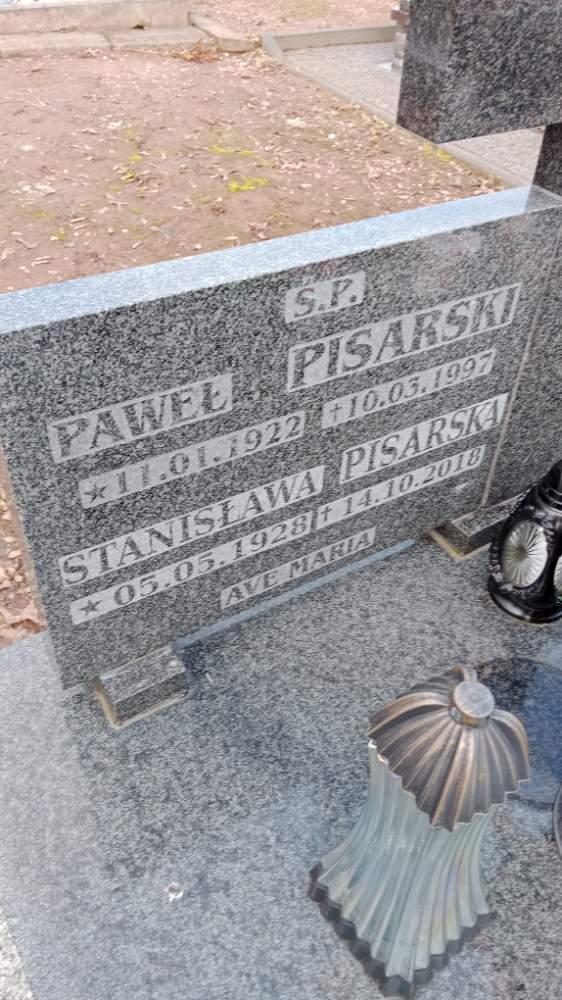 S.P.
PAWEŁ PISARSKI
* 11.01.1922 † 10.03.1997
STANISŁAWA PISARSKA
* 05.05.1928 † 14.10.2018
AVE MARIA